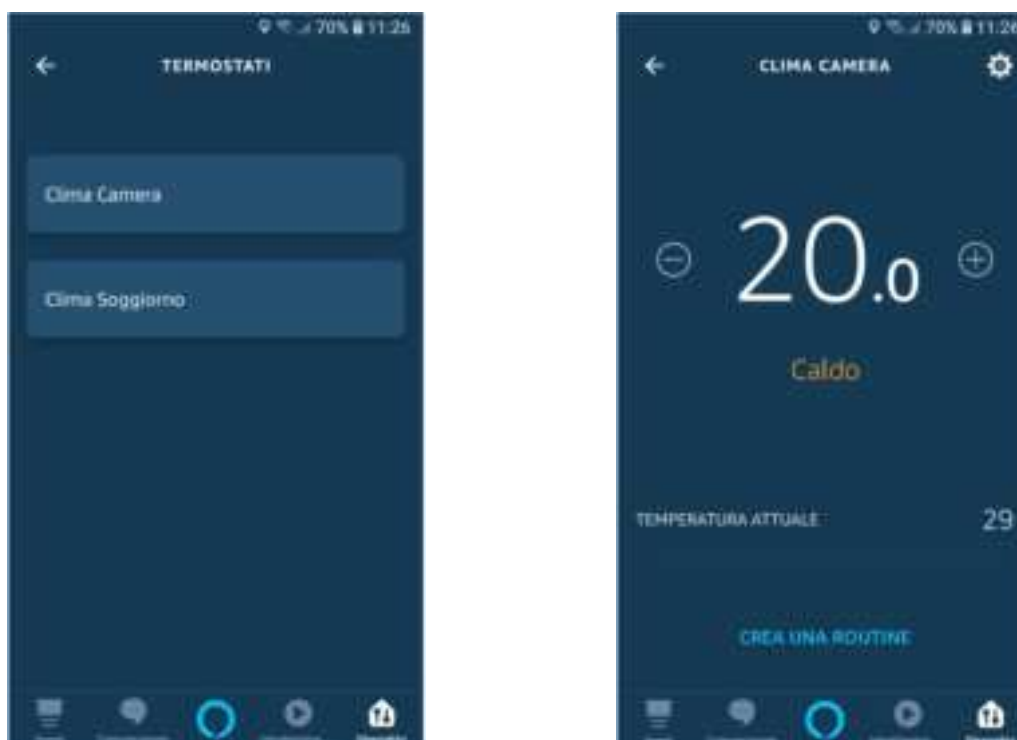 70% 11:26
TERMOSTATI
Clima Camera
Clima Soggiorno
70% 11:26
CLIMA CAMERA
20.0
Caldo
TEMPERATURA ATTUALE 29
CREA UNA ROUTINE